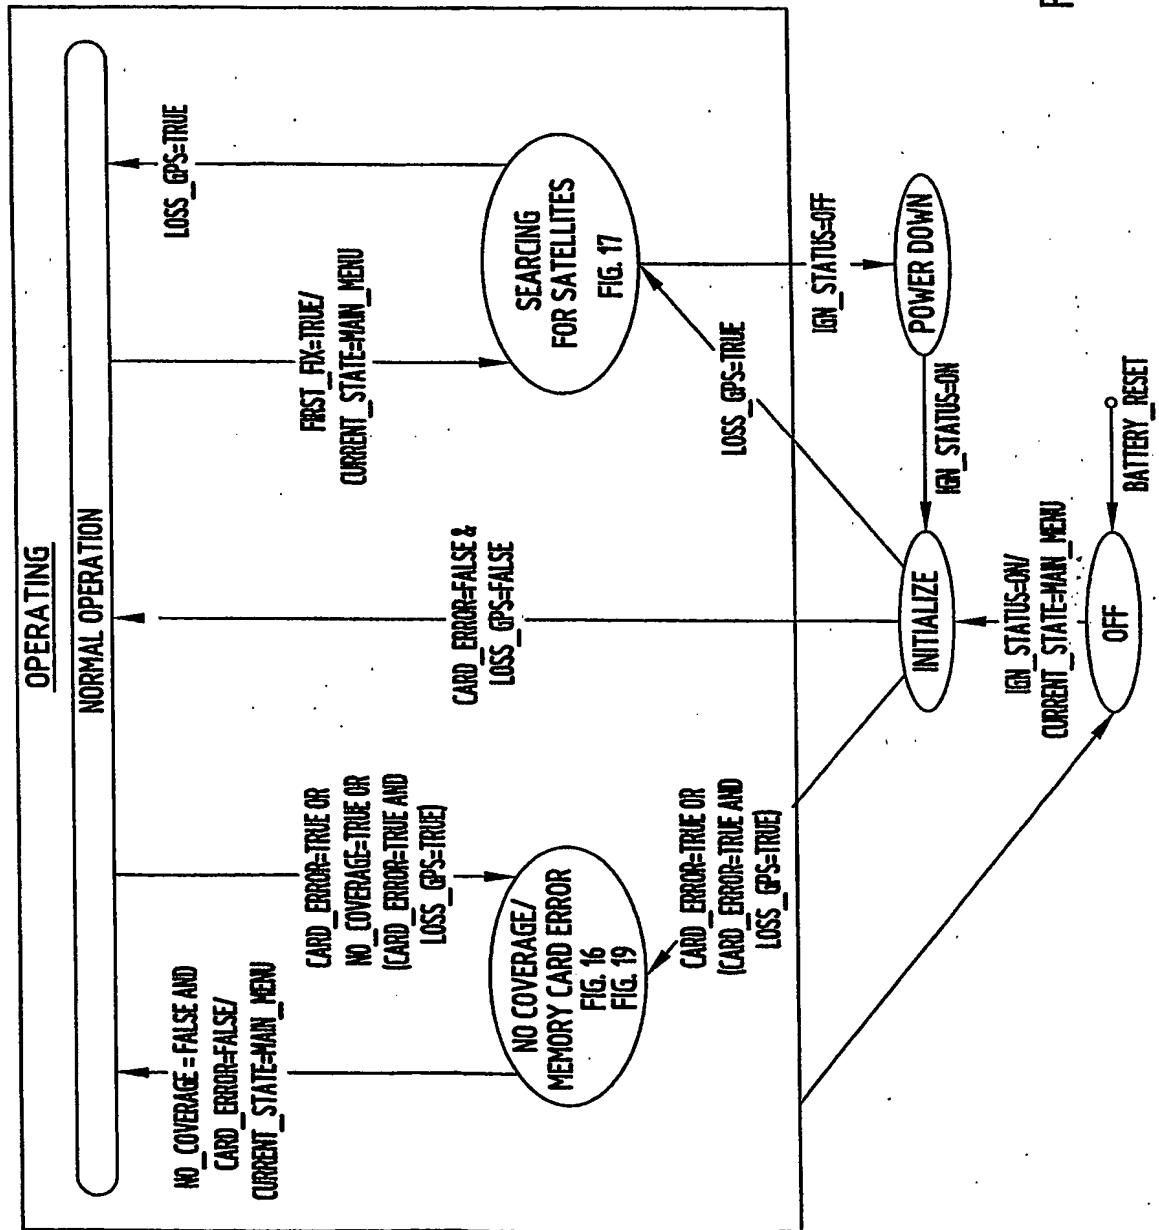 OPERATING
NORMAL OPERATION
NO_COVERAGE = FALSE AND
CARD_ERROR=FALSE/
CURRENT_STATE=MAIN_MENU
CARD_ERROR=TRUE OR
NO_COVERAGE=TRUE OR
(CARD_ERROR=TRUE AND
LOSS_GPS=TRUE)
CARD_ERROR=FALSE &
LOSS_GPS=FALSE
FIRST_FIX=TRUE/
CURRENT_STATE=MAIN_MENU
LOSS_GPS=TRUE
NO COVERAGE/
MEMORY CARD ERROR
FIG. 16
FIG. 19
SEARCING
FOR SATELLITES
FIG. 17
CARD_ERROR=TRUE OR
(CARD_ERROR=TRUE AND
LOSS_GPS=TRUE)
LOSS_GPS=TRUE
IGN_STATUS=OFF
INITIALIZE
IGN_STATUS=ON
POWER DOWN
IGN_STATUS=ON/
CURRENT_STATE=MAIN_MENU
OFF
BATTERY_RESET